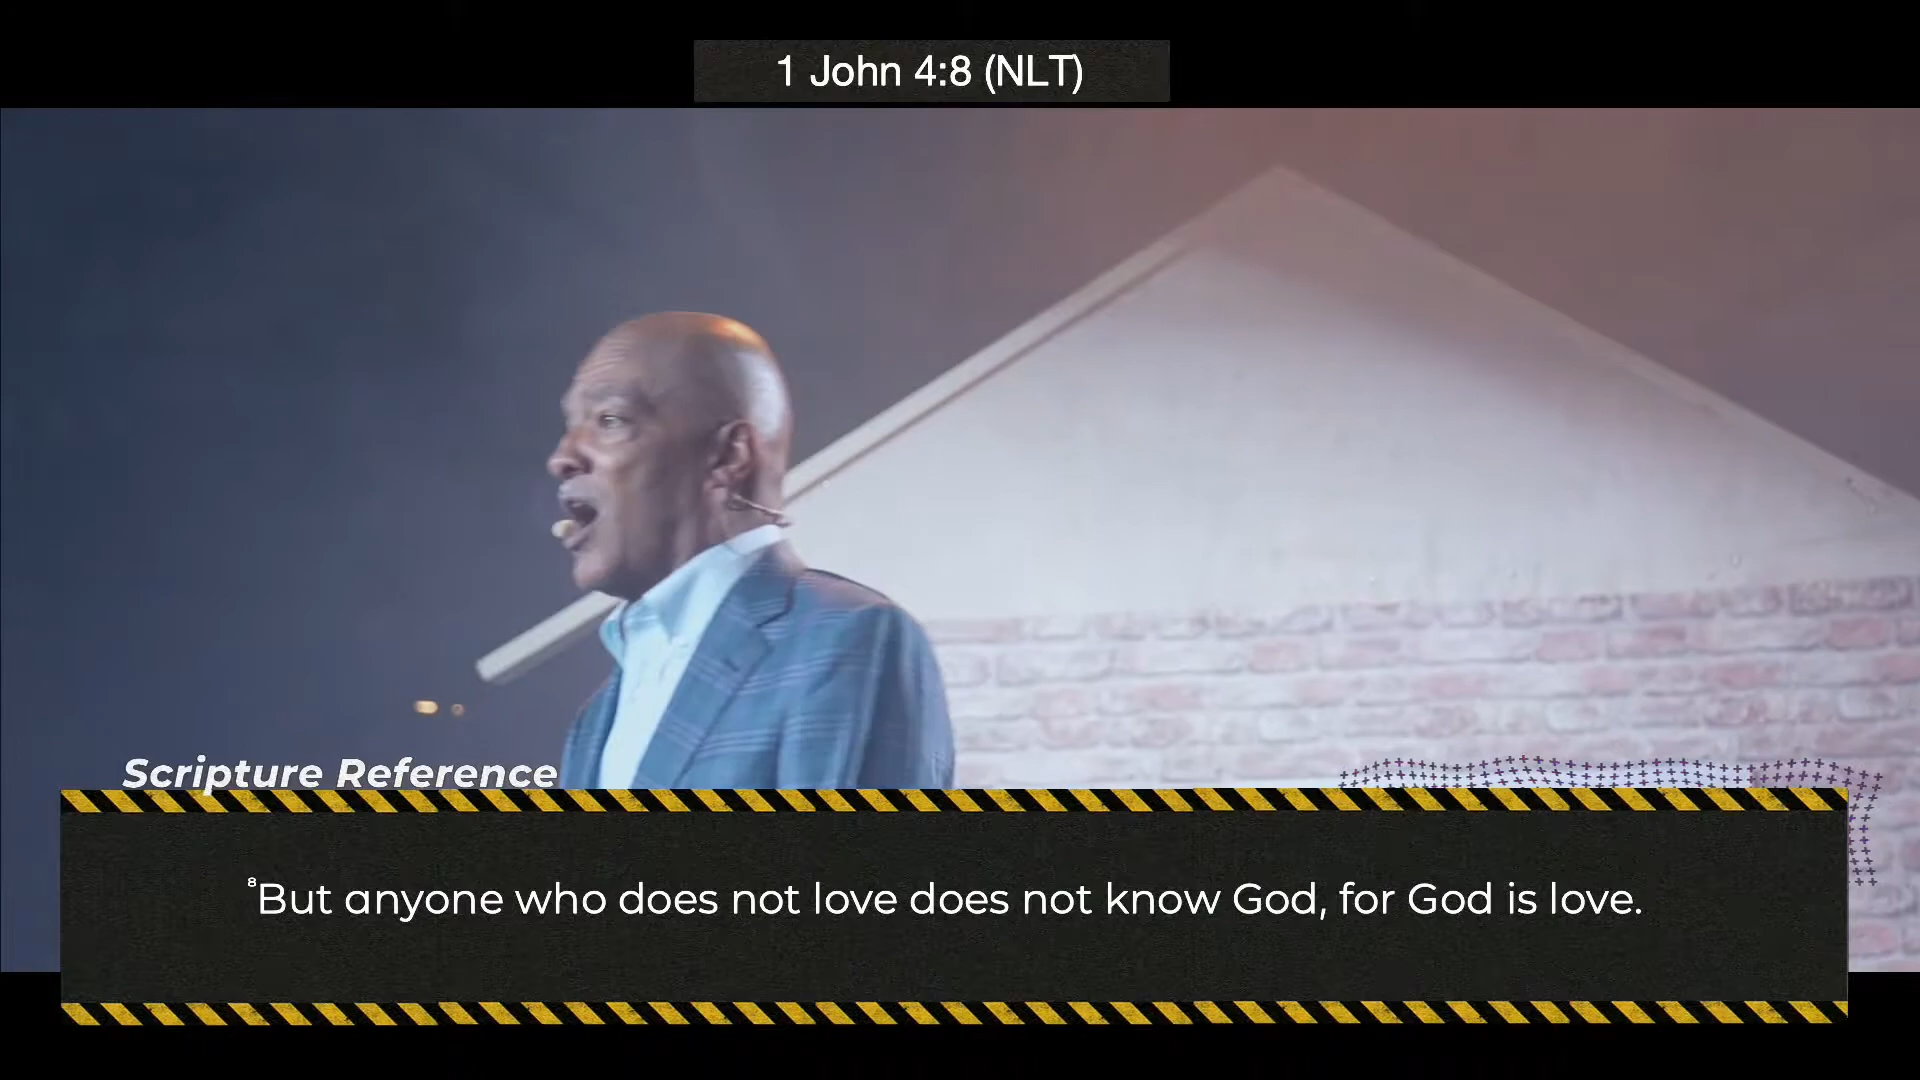 1 John 4:8 (NLT)
Scripture Reference
⁸But anyone who does not love does not know God, for God is love.